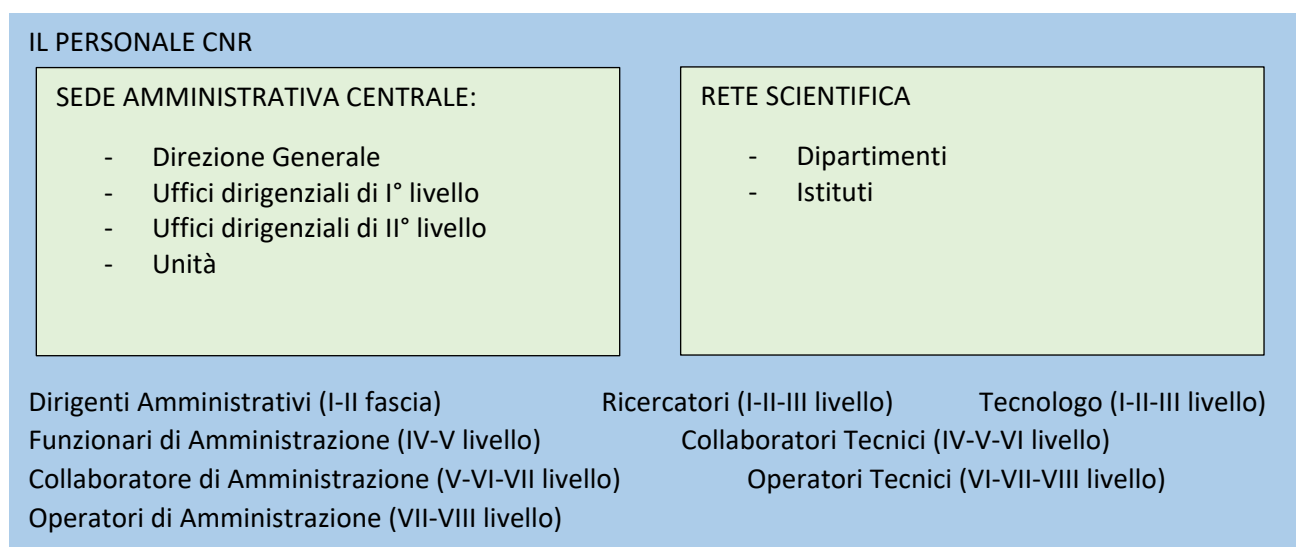 IL PERSONALE CNR
SEDE AMMINISTRATIVA CENTRALE:
- Direzione Generale
- Uffici dirigenziali di I° livello
- Uffici dirigenziali di II° livello
- Unità
RETE SCIENTIFICA
- Dipartimenti
- Istituti
Dirigenti Amministrativi (I-II fascia) Ricercatori (I-II-III livello) Tecnologo (I-II-III livello)
Funzionari di Amministrazione (IV-V livello) Collaboratori Tecnici (IV-V-VI livello)
Collaboratore di Amministrazione (V-VI-VII livello) Operatori Tecnici (VI-VII-VIII livello)
Operatori di Amministrazione (VII-VIII livello)